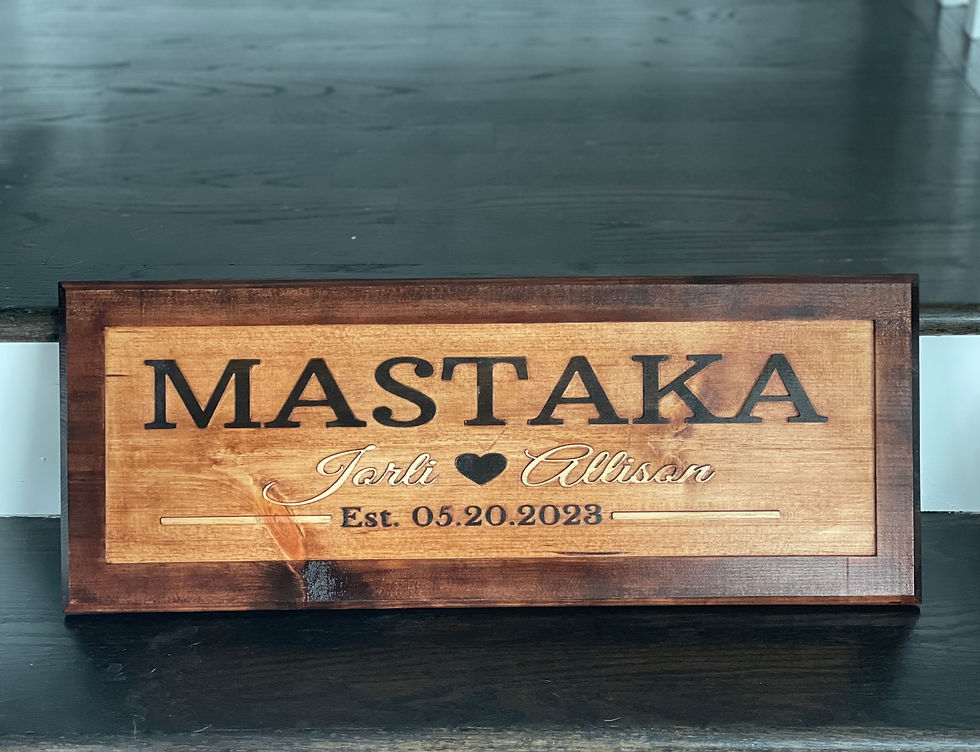 MASTAKA
Jorli ♥ Allison
Est. 05.20.2023